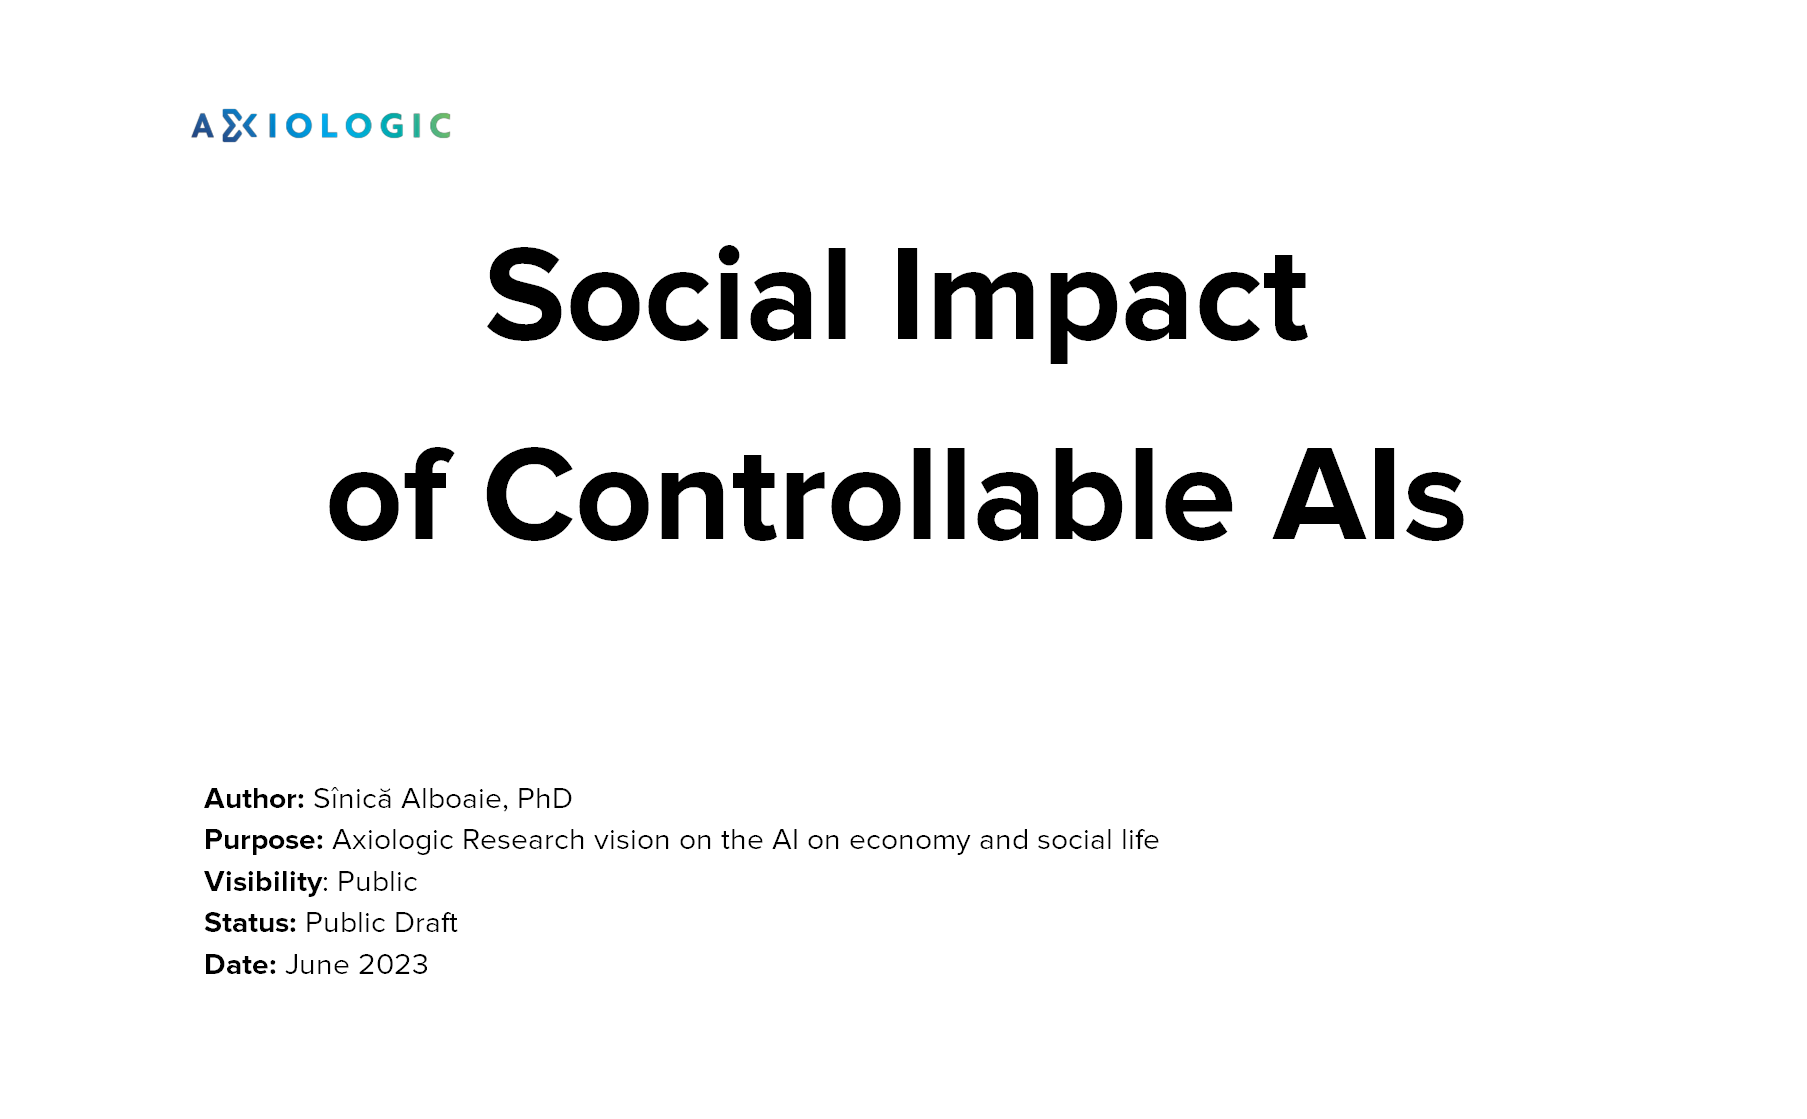 AXIOLOGIC
Social Impact
of Controllable AIs
Author: Sînică Alboaie, PhD
Purpose: Axiologic Research vision on the AI on economy and social life
Visibility: Public
Status: Public Draft
Date: June 2023